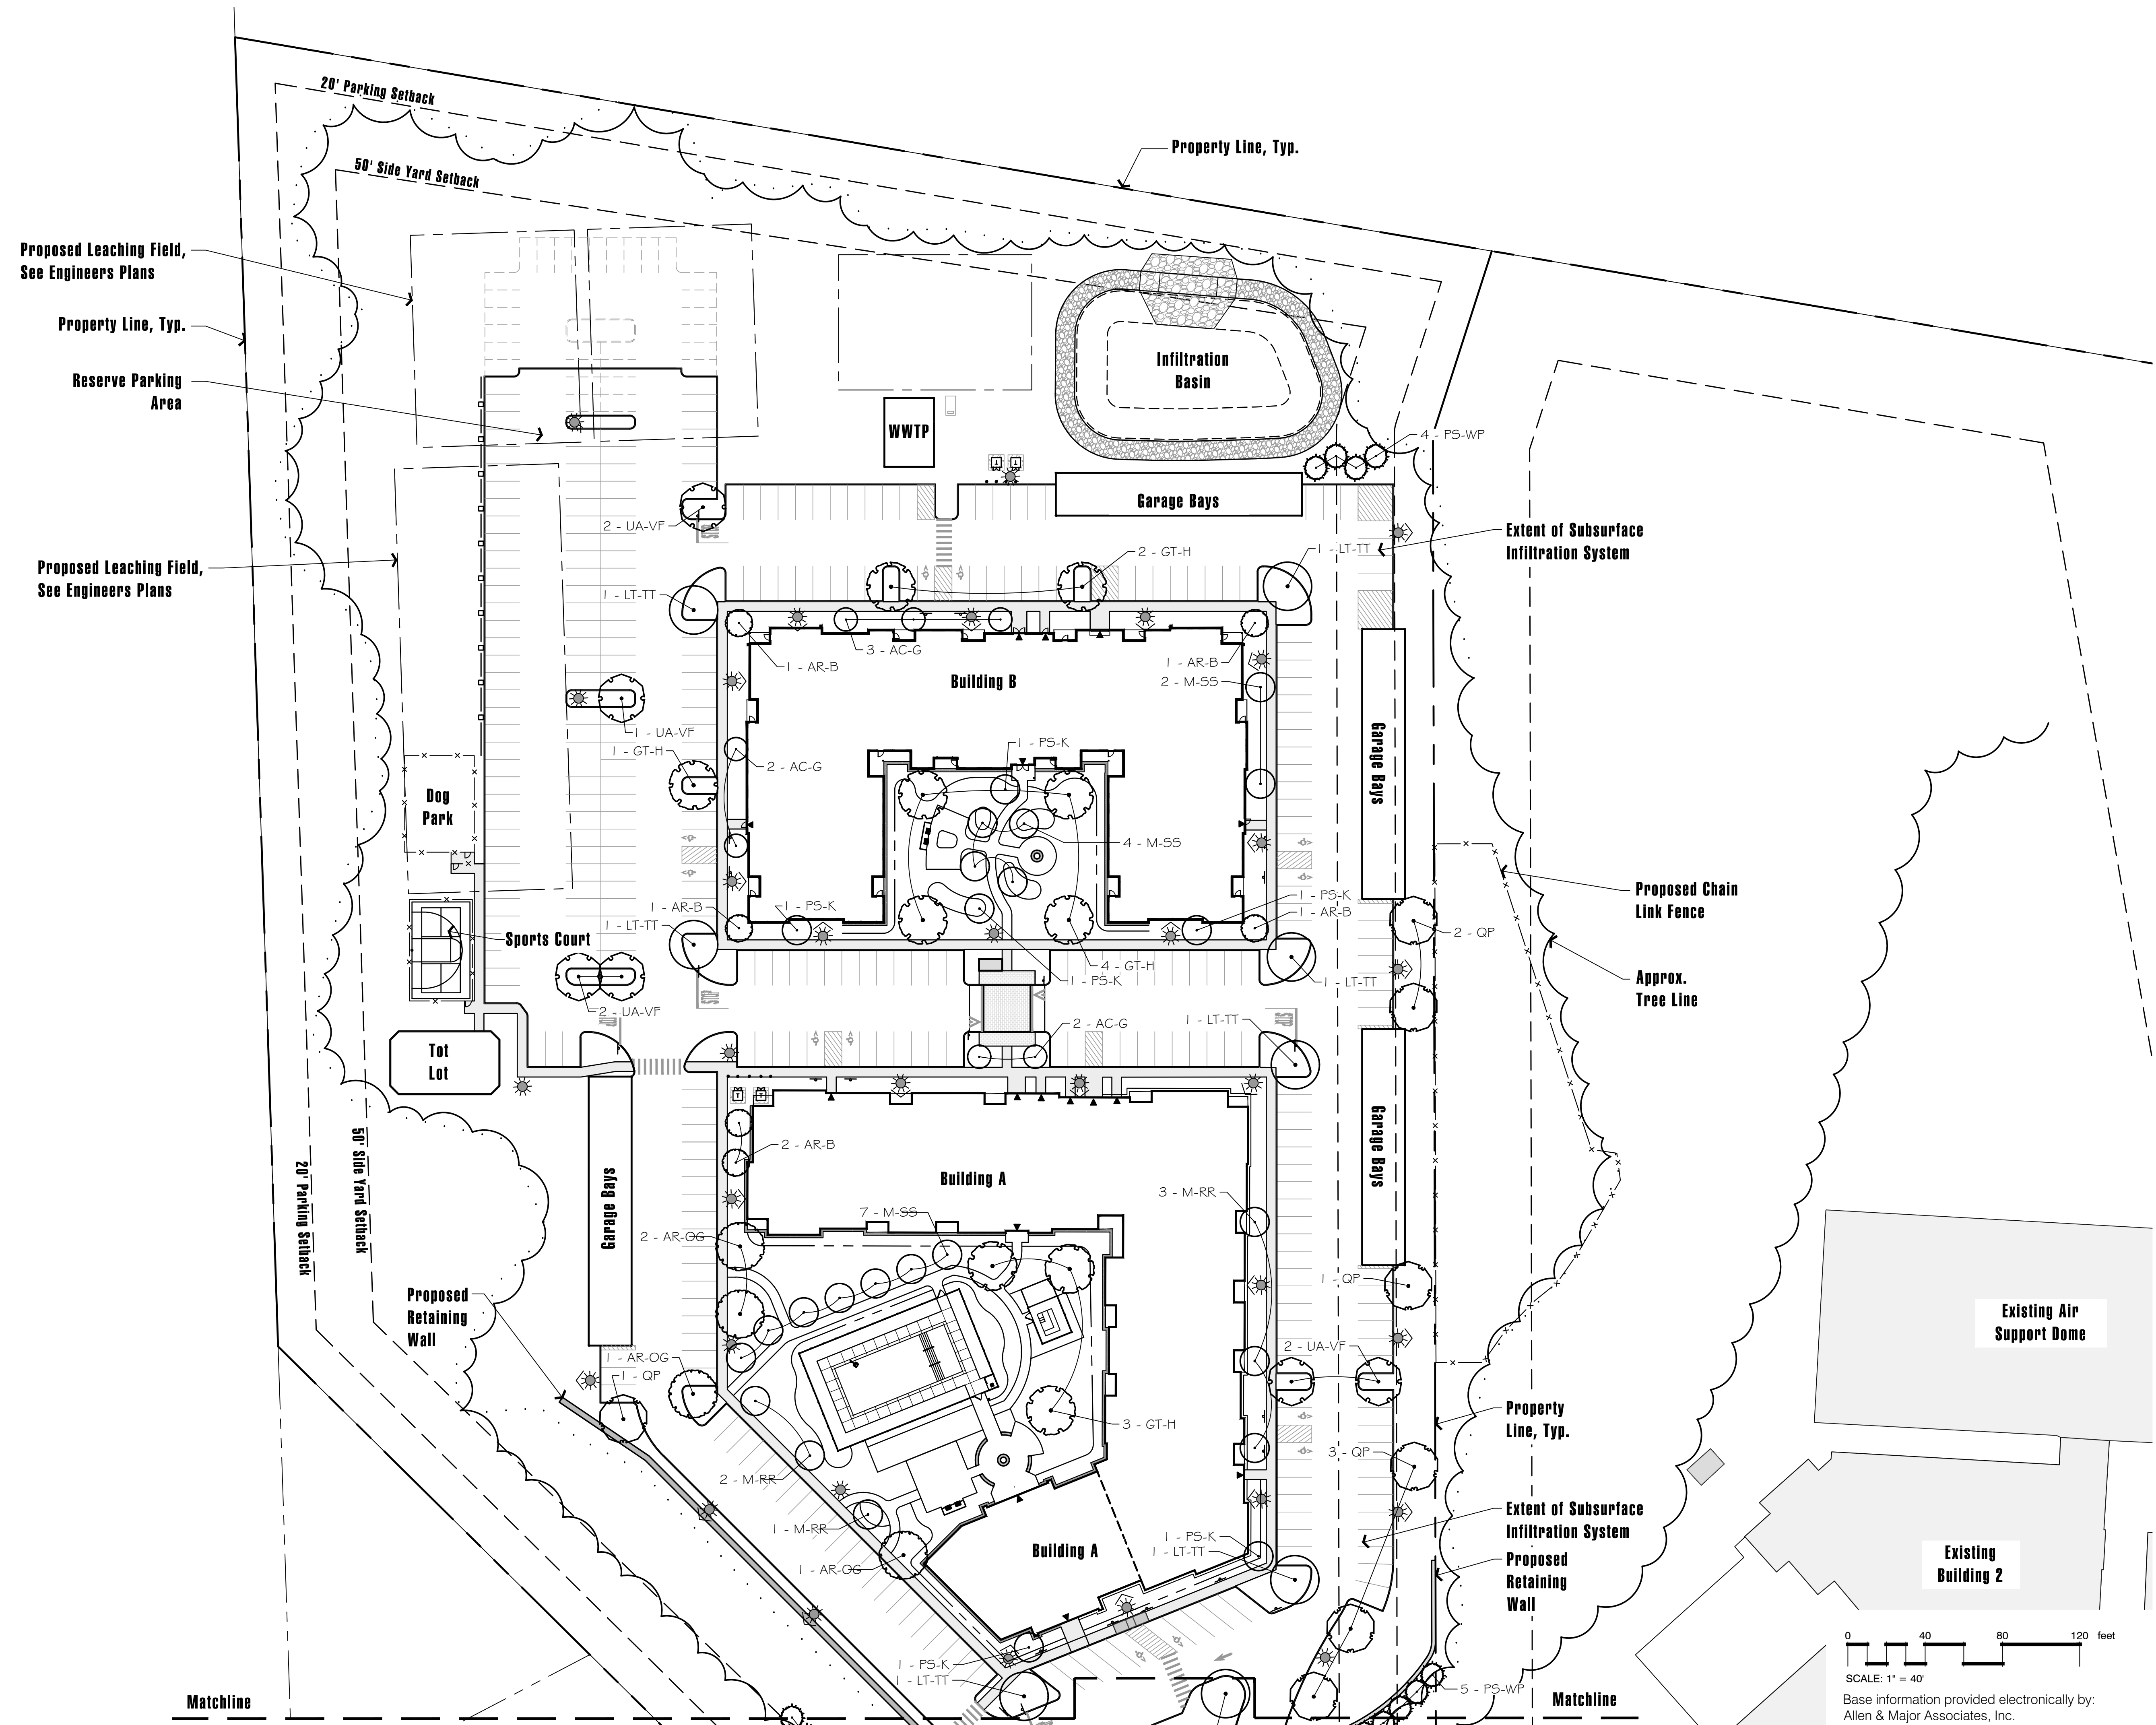 20' Parking Setback
Property Line, Typ.
50' Side Yard Setback
Proposed Leaching Field,
See Engineers Plans
Property Line, Typ.
Reserve Parking
Area
Infiltration
Basin
WWTP
4 - PS-WP
Garage Bays
2 - UA-VF
STOP
Extent of Subsurface
Infiltration System
1 - LT-TT
2 - GT-H
Proposed Leaching Field,
See Engineers Plans
1 - LT-TT
3 - AC-G
1 - AR-B
1 - AR-B
Building B
2 - M-SS
1 - UA-VF
1 - GT-H
1 - PS-K
2 - AC-G
Garage Bays
Dog
Park
4 - M-SS
Proposed Chain
Link Fence
1 - PS-K
1 - AR-B
1 - PS-K
1 - AR-B
1 - LT-TT
2 - QP
Sports Court
4 - GT-H
1 - PS-K
1 - LT-TT
Approx.
Tree Line
STOP
2 - UA-VF
STOP
2 - AC-G
1 - LT-TT
STOP
Tot
Lot
T
T
2 - AR-B
Garage Bays
50' Side Yard Setback
20' Parking Setback
Garage Bays
Building A
3 - M-RR
7 - M-SS
2 - AR-OG
1 - QP
Proposed
Retaining
Wall
Existing Air
Support Dome
1 - AR-OG
1 - QP
2 - UA-VF
3 - GT-H
Property
Line, Typ.
3 - QP
2 - M-RR
Extent of Subsurface
Infiltration System
1 - M-RR
1 - PS-K
1 - LT-TT
Building A
1 - AR-OG
Proposed
Retaining
Wall
Existing
Building 2
0 40 80 120 feet
1 - PS-K
1 - LT-TT
SCALE: 1" = 40'
5 - PS-WP
Matchline
Matchline
Base information provided electronically by:
Allen & Major Associates, Inc.